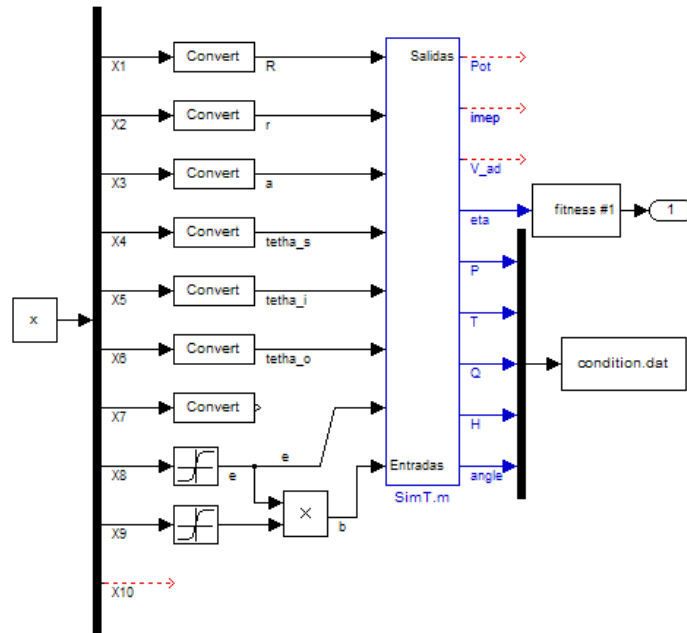 x
X1
X2
X3
X4
X5
X6
X7
X8
X9
X10
Convert
Convert
Convert
Convert
Convert
Convert
Convert
R
r
a
tetha_s
tetha_i
tetha_o
e
e
X
b
Salidas
Entradas
SimT.m
Pot
imep
V_ad
eta
P
T
Q
H
angle
fitness #1
1
condition.dat